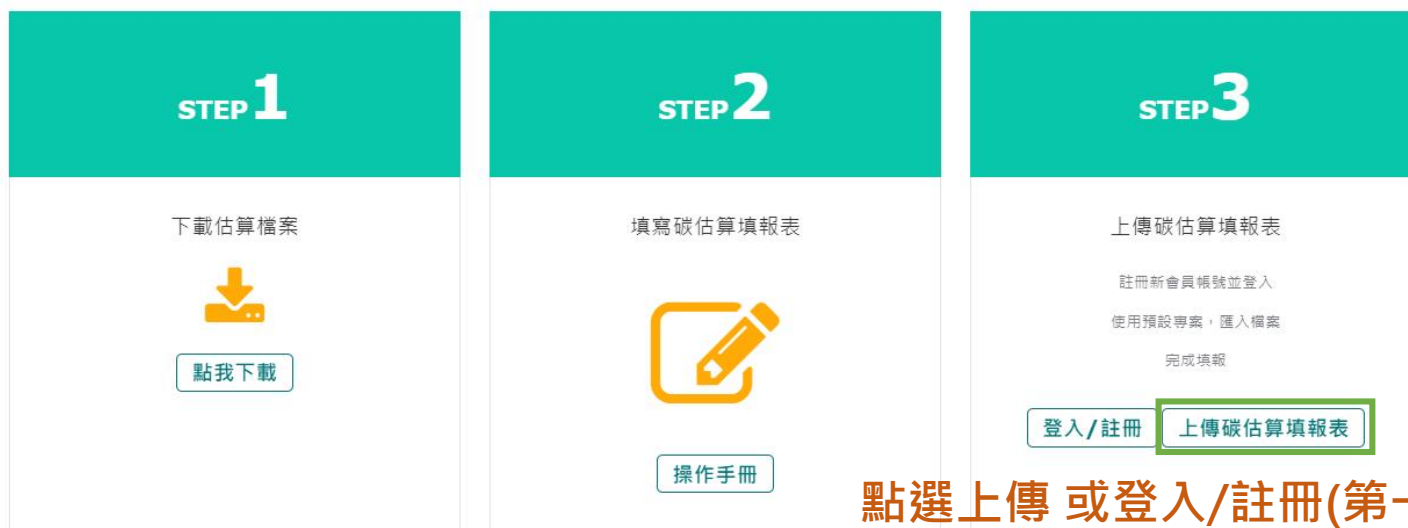 STEP1
下載估算檔案
點我下載
STEP2
填寫碳估算填報表
操作手冊
STEP3
上傳碳估算填報表
註冊新會員帳號並登入
使用預設專案，匯入檔案
完成填報
登入/註冊
上傳碳估算填報表
點選上傳 或登入/註冊(第